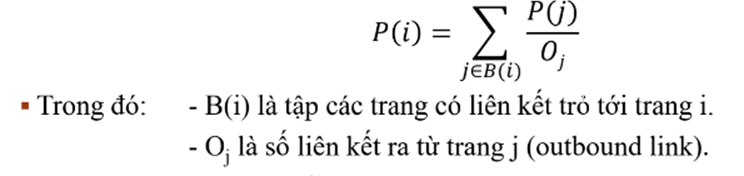 P(i) = ∑_{j∈B(i)} P(j)/O_j
▪ Trong đó: - B(i) là tập các trang có liên kết trỏ tới trang i.
- O_j là số liên kết ra từ trang j (outbound link).